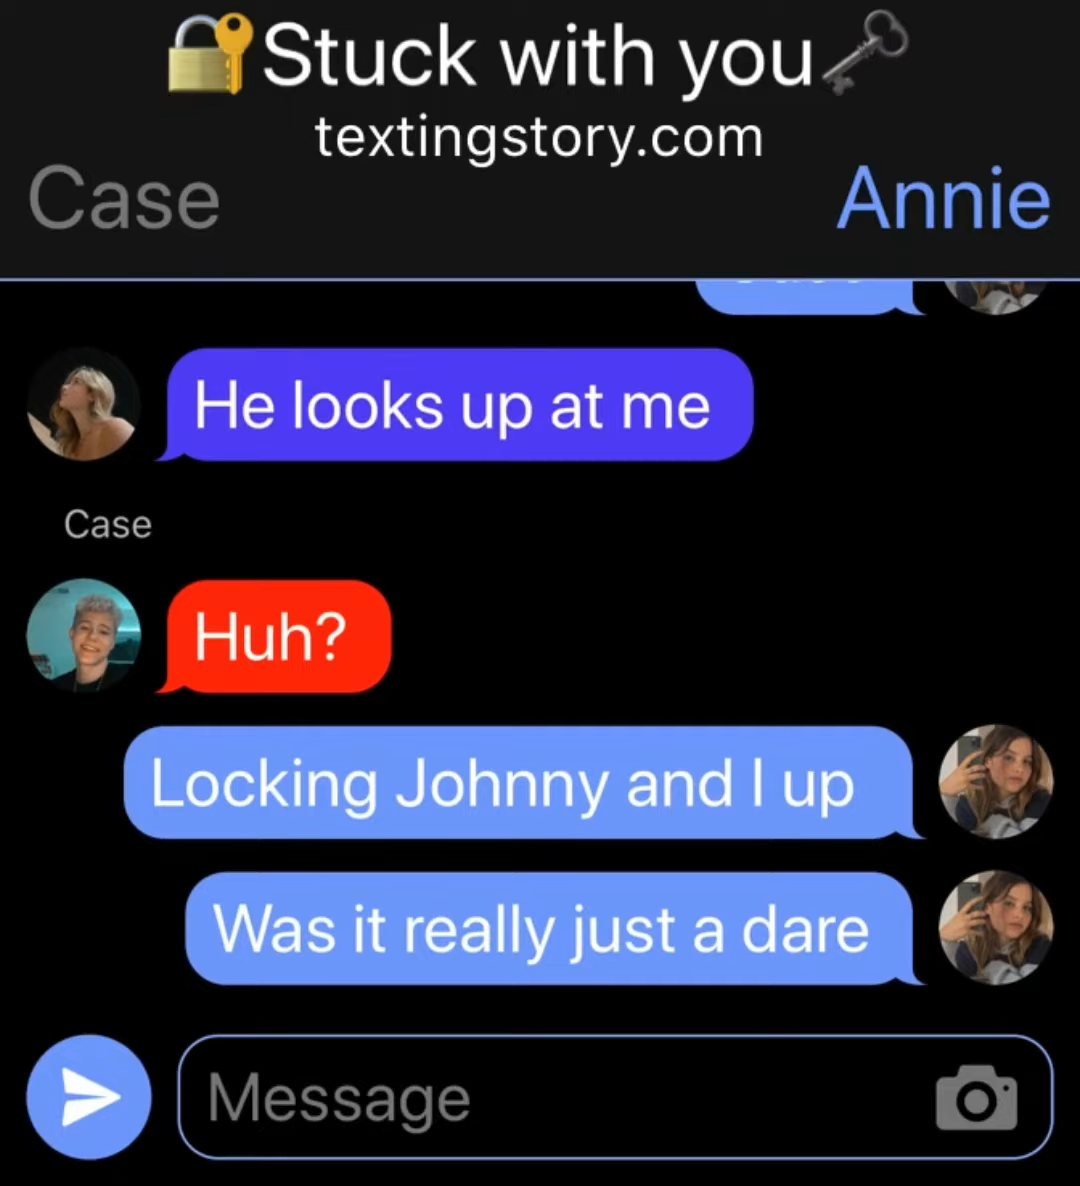 🔐Stuck with you🗝️
textingstory.com
Case
Annie
He looks up at me
Case
Huh?
Locking Johnny and I up
Was it really just a dare
Message